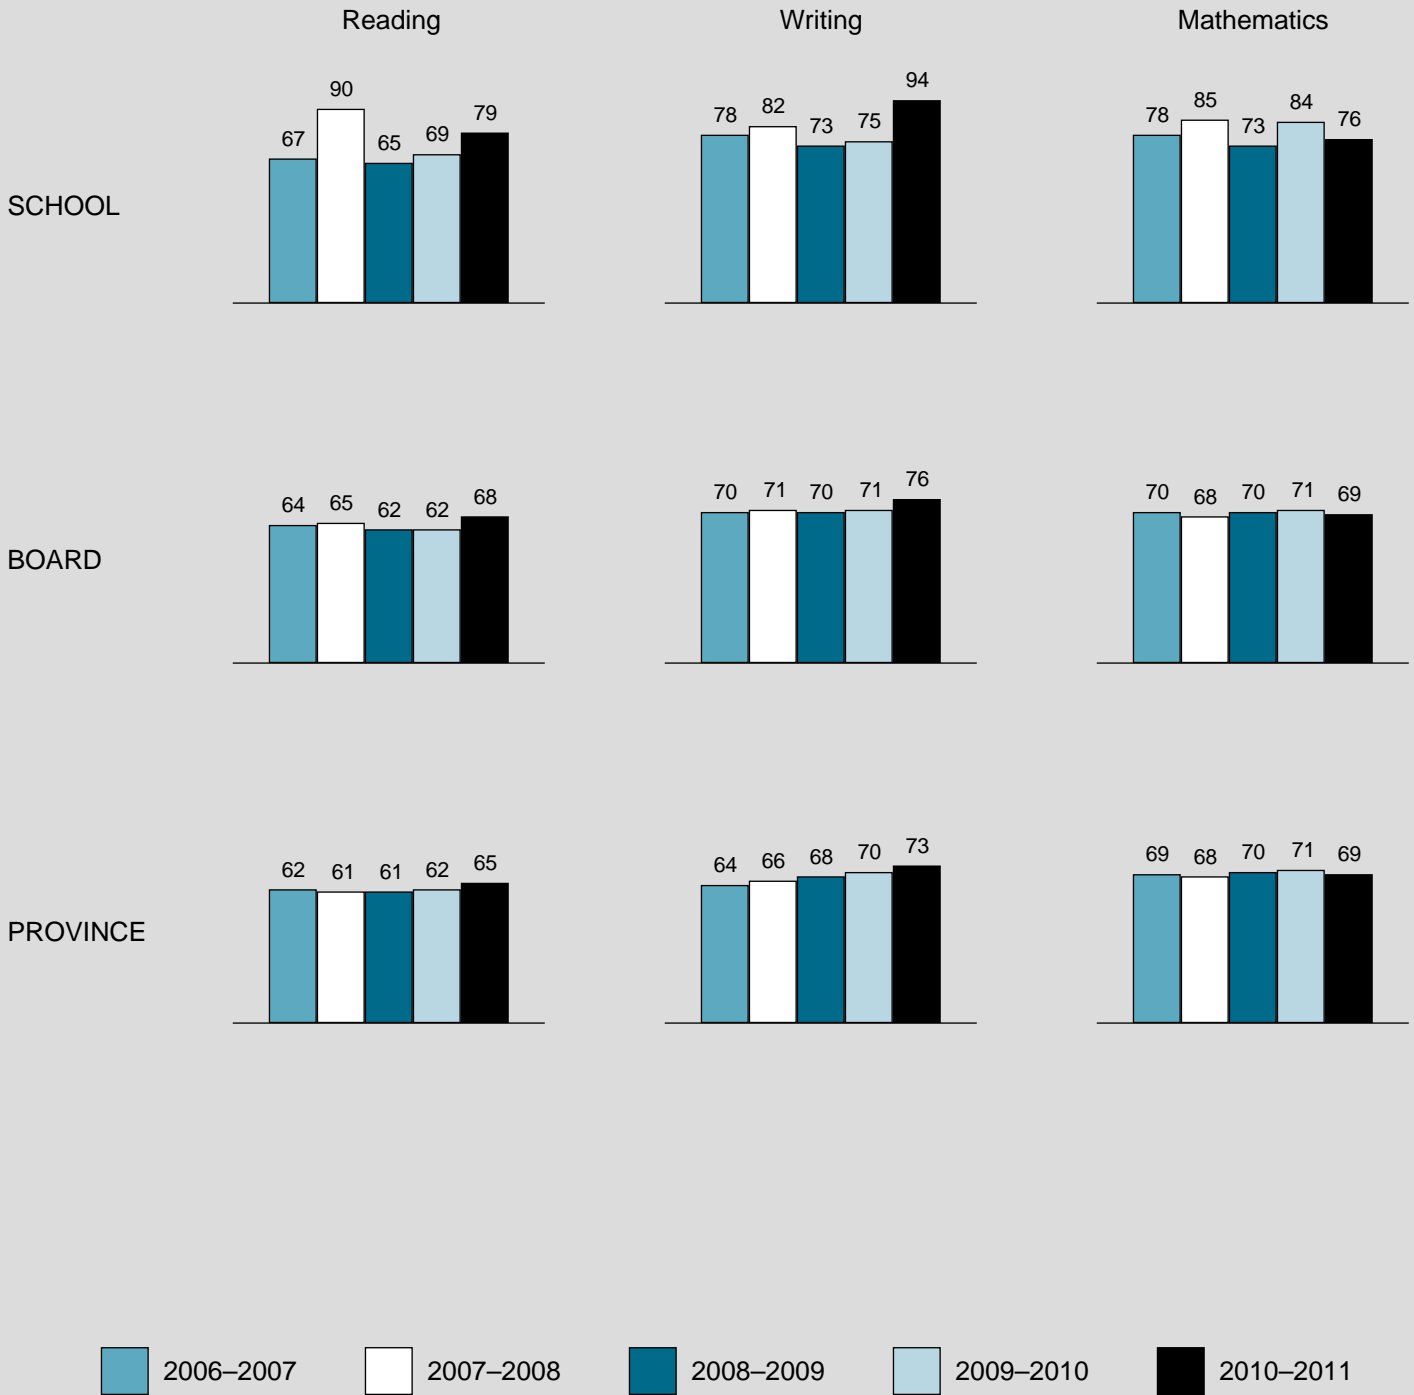 Reading Writing Mathematics
SCHOOL
67 90 65 69 79
78 82 73 75 94
78 85 73 84 76
BOARD
64 65 62 62 68
70 71 70 71 76
70 68 70 71 69
PROVINCE
62 61 61 62 65
64 66 68 70 73
69 68 70 71 69
2006–2007 2007–2008 2008–2009 2009–2010 2010–2011